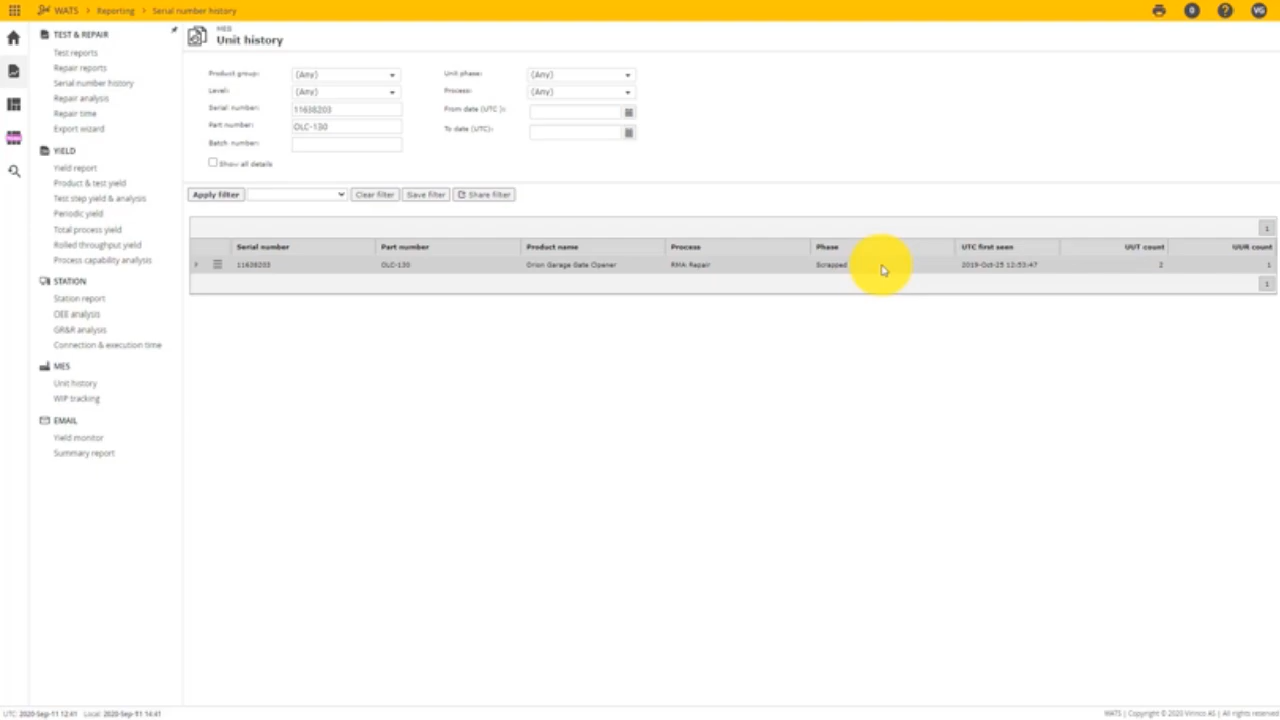 WATS > Reporting > Serial number history
0 ? VG
TEST & REPAIR
Test reports
Repair reports
Serial number history
Repair analysis
Repair time
Export wizard
YIELD
Yield report
Product & test yield
Test step yield & analysis
Periodic yield
Total process yield
Rolled throughput yield
Process capability analysis
STATION
Station report
OEE analysis
GR&R analysis
Connection & execution time
MES
Unit history
WIP tracking
EMAIL
Yield monitor
Summary report
MES
Unit history
Product group: (Any) Unit phase: (Any)
Level: (Any) Process: (Any)
Serial number: 11638203 From date (UTC ):
Part number: OLC-130 To date (UTC):
Batch number:
Show all details
Apply filter Clear filter Save filter Share filter
1
Serial number Part number Product name Process Phase UTC first seen UUT count UUR count
11638203 OLC-130 Orion Garage Gate Opener RMA Repair Scrapped 2019-Oct-25 12:53:47 2 1
1
UTC: 2020-Sep-11 12:41 Local: 2020-Sep-11 14:41
WATS | Copyright © 2020 Virinco AS | All rights reserved